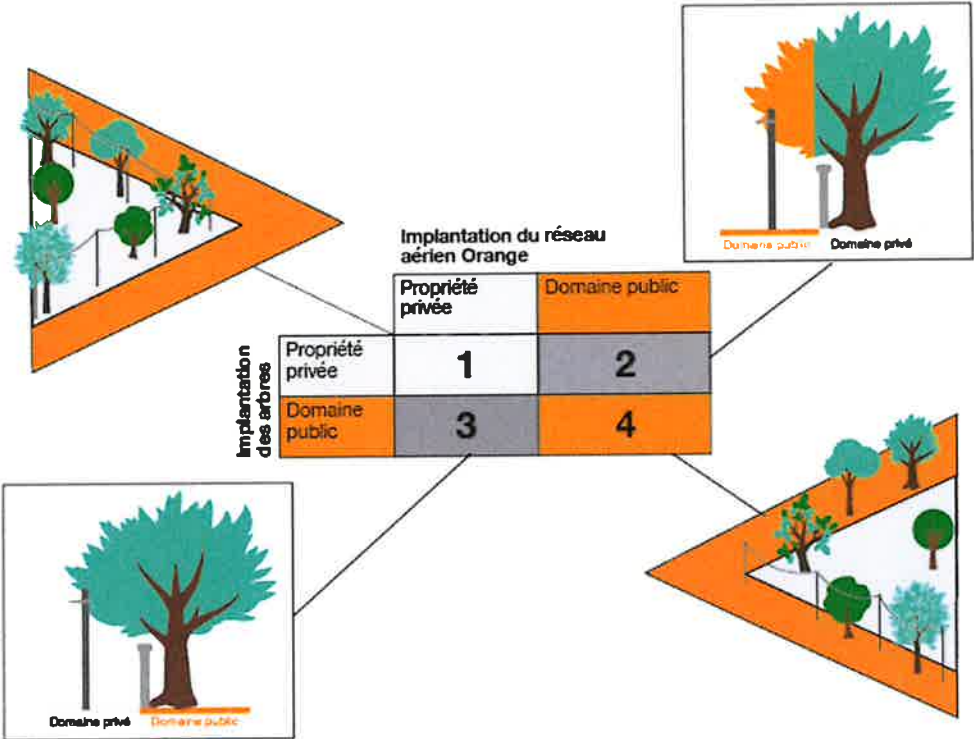 Domaine public Domaine privé
Implantation du réseau
aérien Orange
Propriété
privée
Domaine public
Implantation
des arbres
Propriété
privée
1
2
Domaine
public
3
4
Domaine privé Domaine public